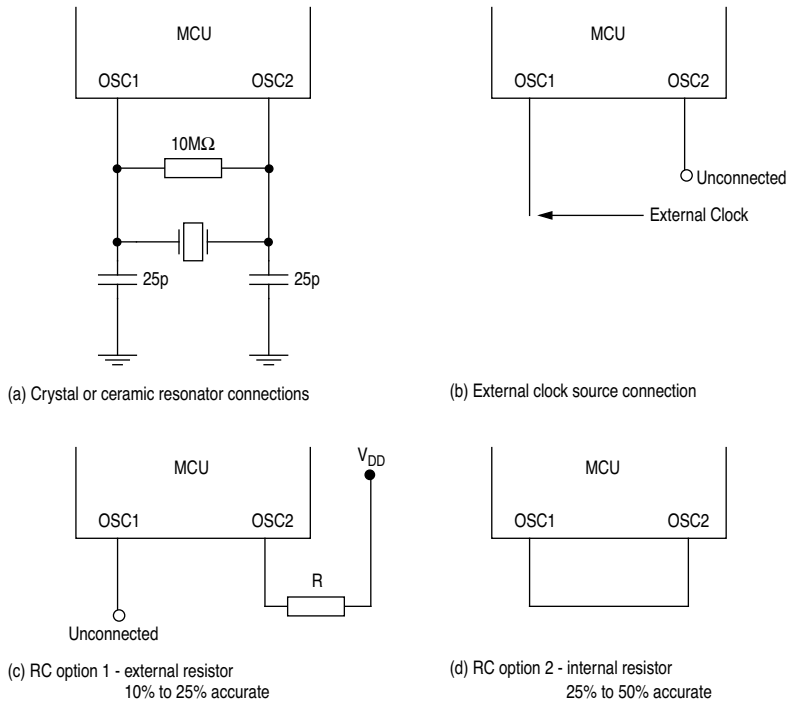 MCU
OSC1 OSC2
10MΩ
25p 25p
(a) Crystal or ceramic resonator connections
MCU
OSC1 OSC2
Unconnected
External Clock
(b) External clock source connection
MCU
OSC1 OSC2
VDD
R
Unconnected
(c) RC option 1 - external resistor
10% to 25% accurate
MCU
OSC1 OSC2
(d) RC option 2 - internal resistor
25% to 50% accurate